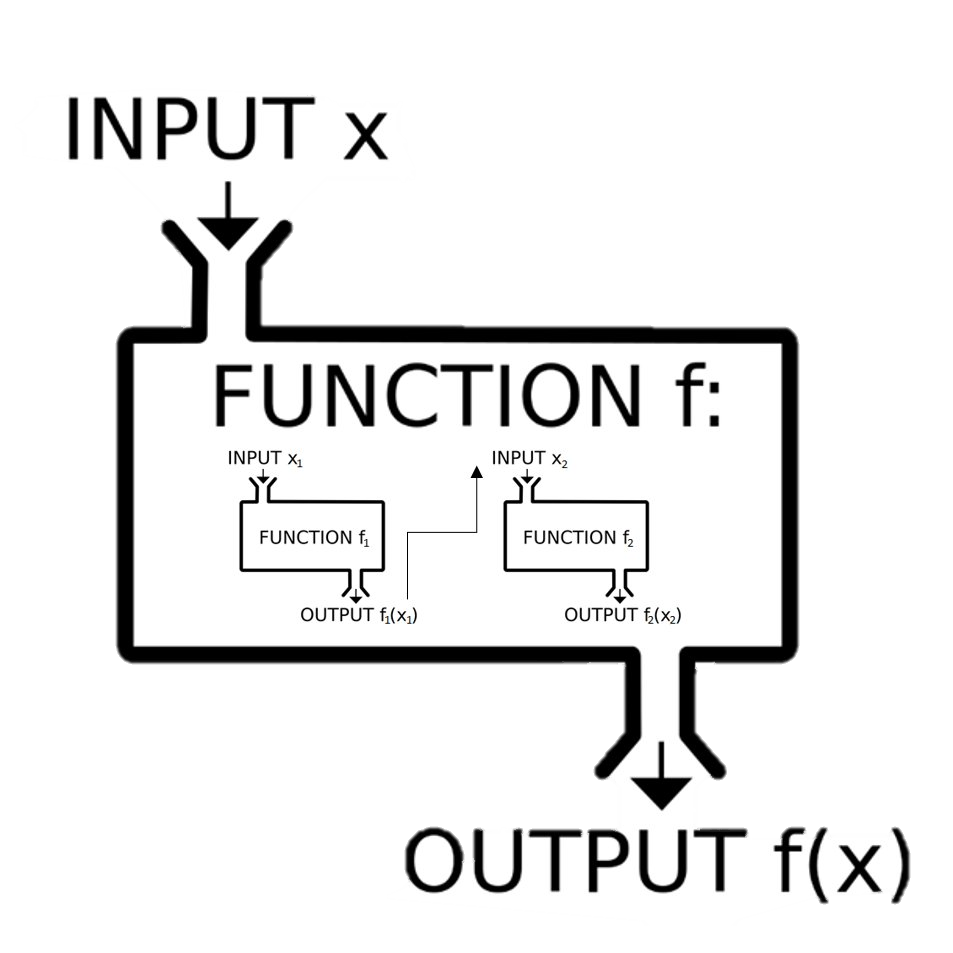 INPUT x
FUNCTION f:
INPUT x₁
INPUT x₂
FUNCTION f₁
FUNCTION f₂
OUTPUT f₁(x₁)
OUTPUT f₂(x₂)
OUTPUT f(x)